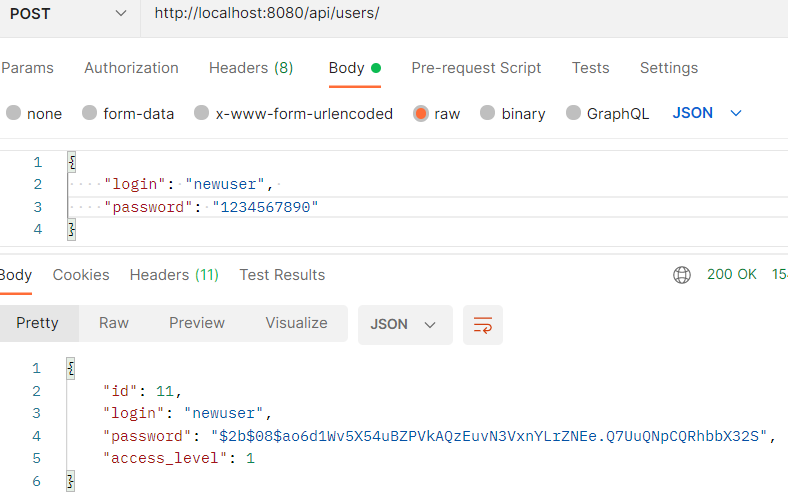 POST http://localhost:8080/api/users/
Params Authorization Headers (8) Body Pre-request Script Tests Settings
none form-data x-www-form-urlencoded raw binary GraphQL JSON
1 {
2 "login": "newuser",
3 "password": "1234567890"
4 }
Body Cookies Headers (11) Test Results 200 OK 154
Pretty Raw Preview Visualize JSON
1 {
2 "id": 11,
3 "login": "newuser",
4 "password": "$2b$08$ao6d1Wv5X54uBZPVkAQzEuvN3VxnYLrZNEe.Q7UuQNpCQRhbbX32S",
5 "access_level": 1
6 }